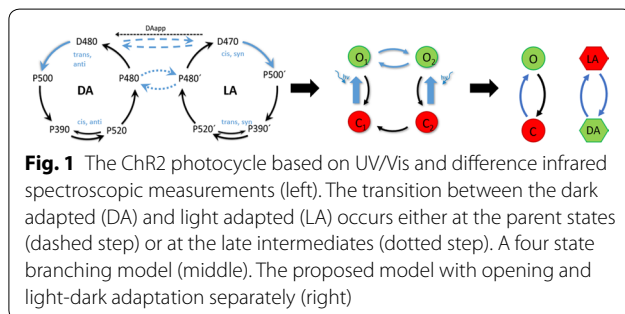 DAapp
D480 D470
trans, anti cis, syn
P500 P480 P480´ P500´
DA LA
cis, anti trans, syn
P390 P520 P520´ P390´
O1 O2
hν hν
C1 C2
O LA
C DA
Fig. 1 The ChR2 photocycle based on UV/Vis and difference infrared
spectroscopic measurements (left). The transition between the dark
adapted (DA) and light adapted (LA) occurs either at the parent states
(dashed step) or at the late intermediates (dotted step). A four state
branching model (middle). The proposed model with opening and
light-dark adaptation separately (right)